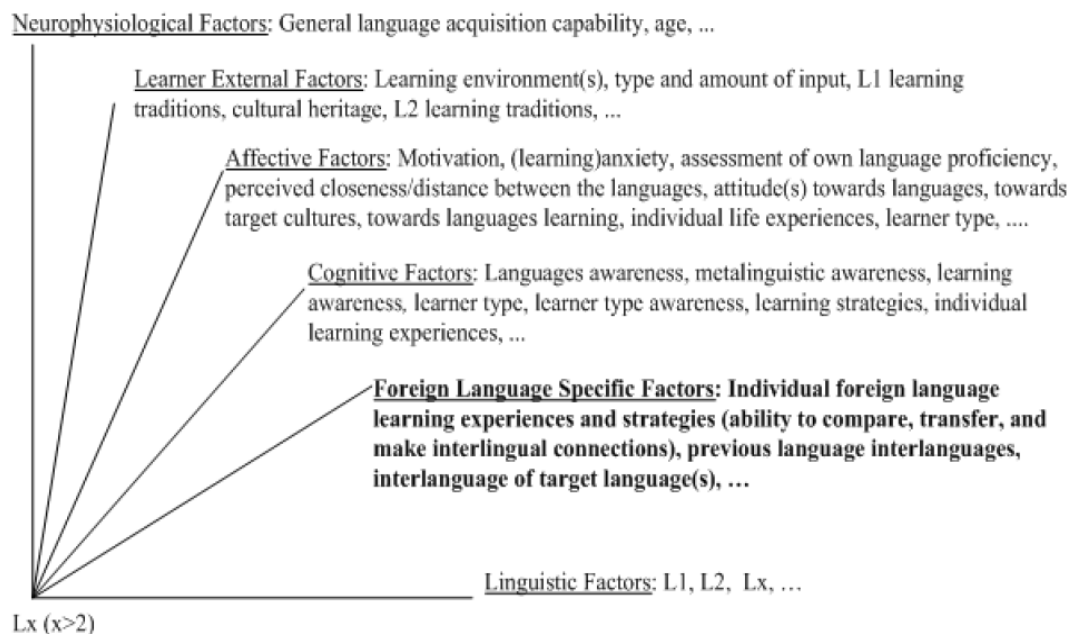 Neurophysiological Factors: General language acquisition capability, age, ...
Learner External Factors: Learning environment(s), type and amount of input, L1 learning
traditions, cultural heritage, L2 learning traditions, ...
Affective Factors: Motivation, (learning)anxiety, assessment of own language proficiency,
perceived closeness/distance between the languages, attitude(s) towards languages, towards
target cultures, towards languages learning, individual life experiences, learner type, ....
Cognitive Factors: Languages awareness, metalinguistic awareness, learning
awareness, learner type, learner type awareness, learning strategies, individual
learning experiences, ...
Foreign Language Specific Factors: Individual foreign language
learning experiences and strategies (ability to compare, transfer, and
make interlingual connections), previous language interlanguages,
interlanguage of target language(s), ...
Linguistic Factors: L1, L2, Lx, ...
Lx (x>2)